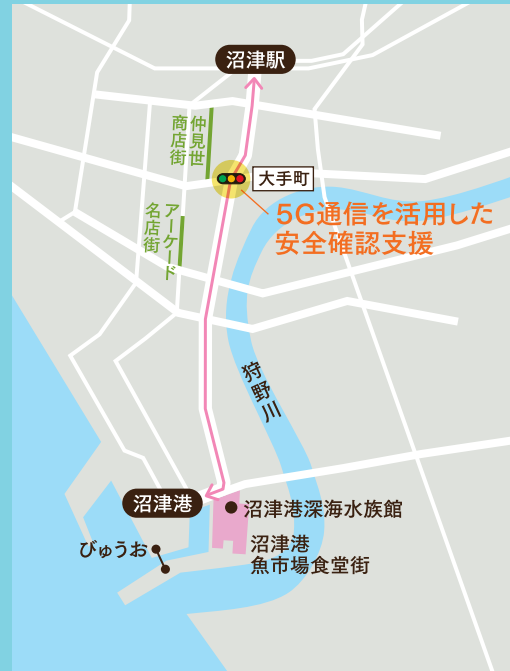 沼津駅
仲見世
商店街
大手町
5G通信を活用した
安全確認支援
アーケード
名店街
狩野川
沼津港
沼津港深海水族館
沼津港
魚市場食堂街
びゅうお